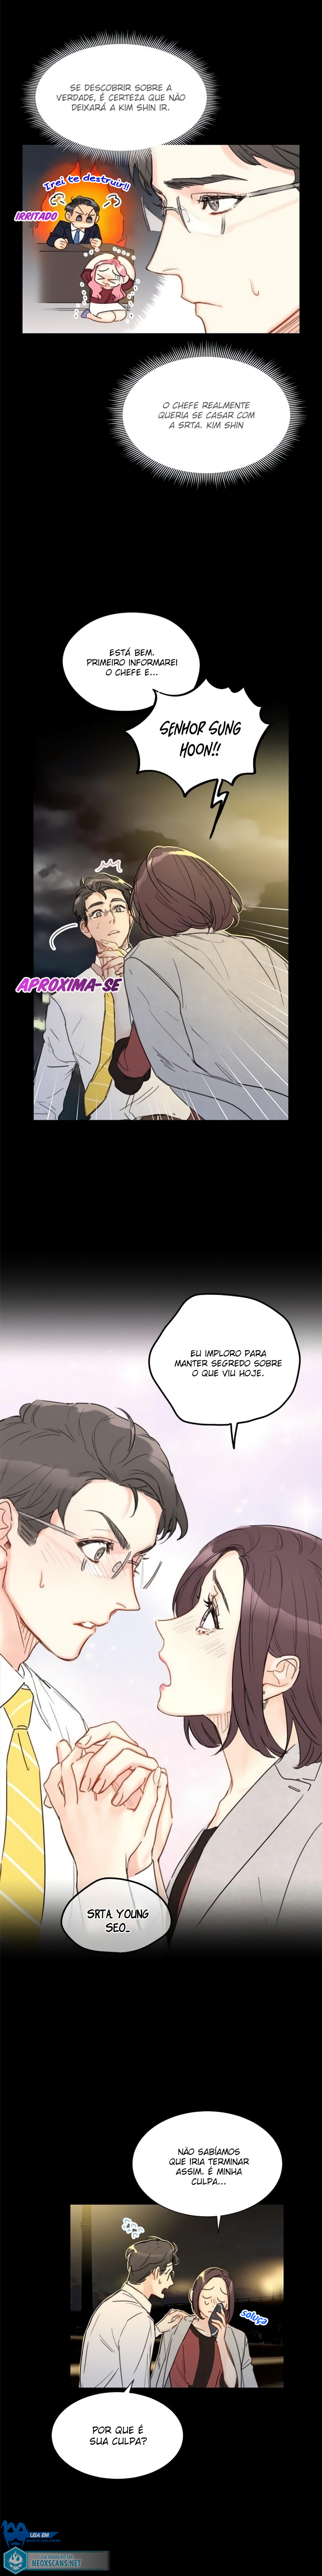 SE DESCOBRIR SOBRE A
VERDADE, É CERTEZA QUE NÃO
DEIXARÁ A KIM SHIN IR.
Irei te destruir!!
IRRITADO
O CHEFE REALMENTE
QUERIA SE CASAR COM
A SRTA. KIM SHIN
ESTÁ BEM.
PRIMEIRO INFORMAREI
O CHEFE E...
SENHOR SUNG
HOON!!
APROXIMA-SE
EU IMPLORO PARA
MANTER SEGREDO SOBRE
O QUE VIU HOJE.
SRTA. YOUNG
SEO...
NÃO SABÍAMOS
QUE IRIA TERMINAR
ASSIM. É MINHA
CULPA...
soluça
POR QUE É
SUA CULPA?
LEIA EM
NEOXSCANS.NET